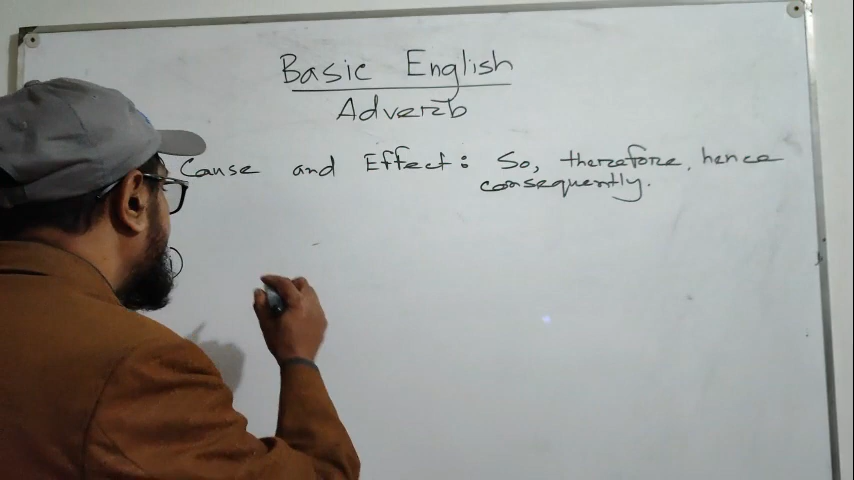 Basic English
Adverb
Cause and Effect: So, therefore, hence
consequently.